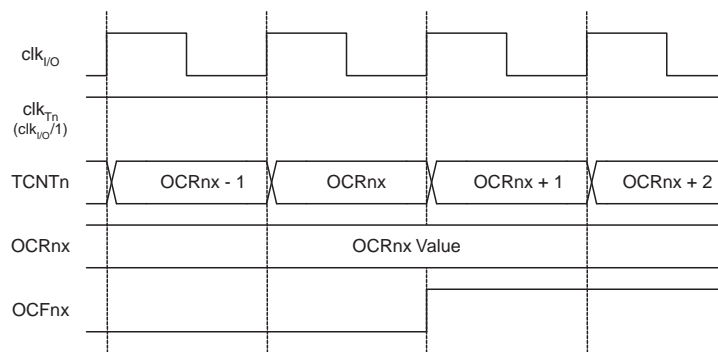 clkI/O
clkTn
(clkI/O/1)
TCNTn OCRnx - 1 OCRnx OCRnx + 1 OCRnx + 2
OCRnx OCRnx Value
OCFnx